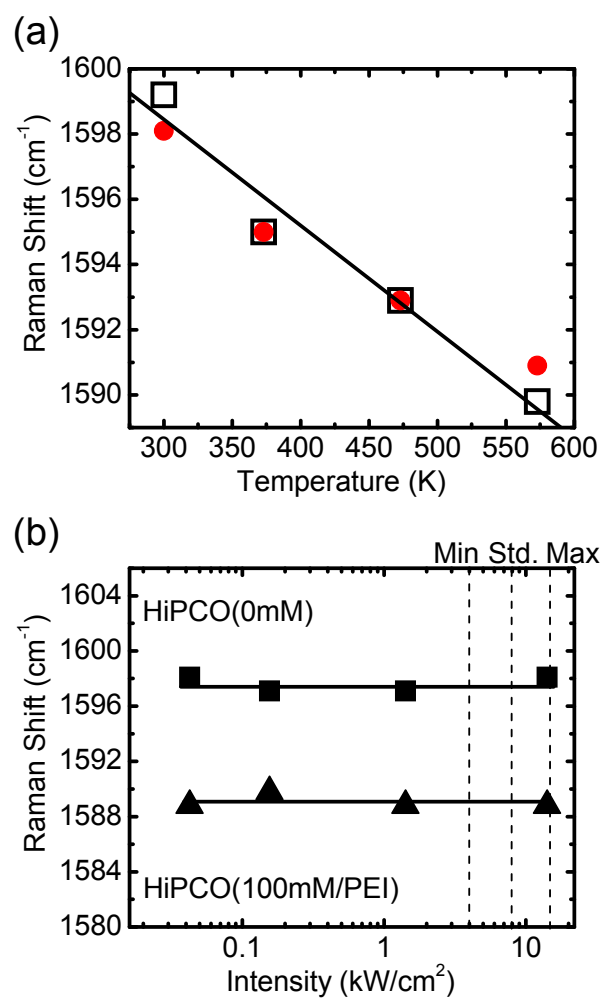 (a)
1600
1598
1596
1594
1592
1590
Raman Shift (cm-1)
300 350 400 450 500 550 600
Temperature (K)
(b)
Min Std. Max
1604
1600
1596
1592
1588
1584
1580
Raman Shift (cm-1)
HiPCO(0mM)
HiPCO(100mM/PEI)
0.1 1 10
Intensity (kW/cm2)